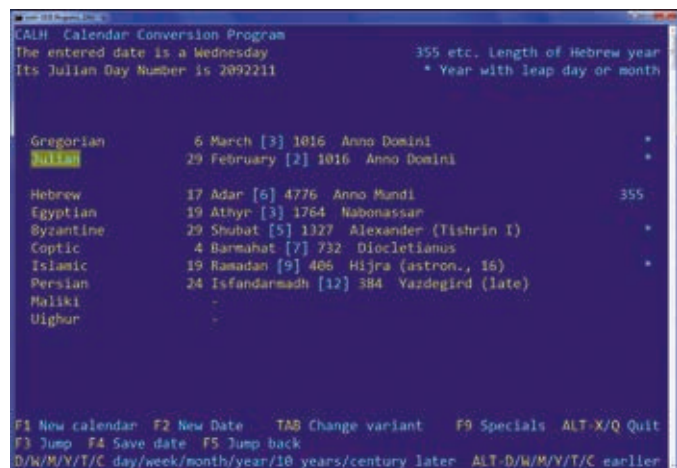 CALH Calendar Conversion Program
The entered date is a Wednesday 355 etc. Length of Hebrew year
Its Julian Day Number is 2092211 * Year with leap day or month
Gregorian 6 March [3] 1016 Anno Domini *
Julian 29 February [2] 1016 Anno Domini *
Hebrew 17 Adar [6] 4776 Anno Mundi 355
Egyptian 19 Athyr [3] 1764 Nabonassar
Byzantine 29 Shubat [5] 1327 Alexander (Tishrin I) *
Coptic 4 Barmahat [7] 732 Diocletianus
Islamic 19 Ramadan [9] 406 Hijra (astron., 16) *
Persian 24 Isfandarmadh [12] 384 Yazdegird (late)
Maliki -
Uighur -
F1 New calendar F2 New Date TAB Change variant F9 Specials ALT-X/Q Quit
F3 Jump F4 Save date F5 Jump back
D/W/M/Y/T/C day/week/month/year/10 years/century later ALT-D/W/M/Y/T/C earlier